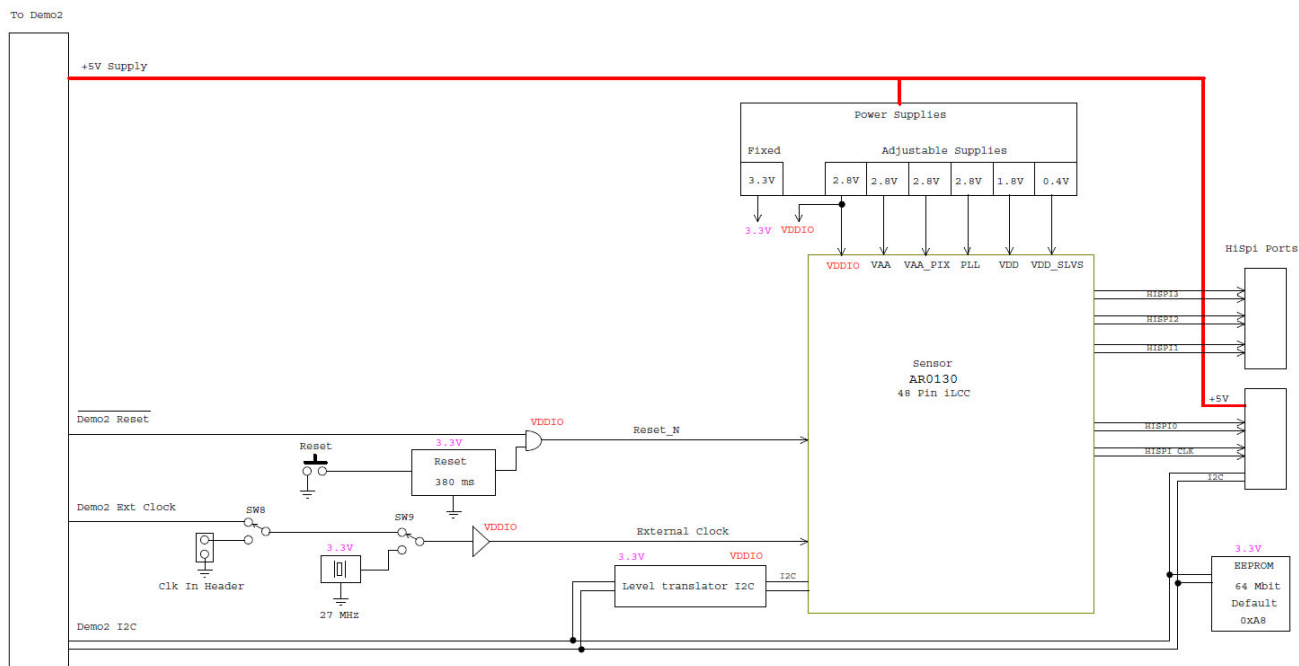 To Demo2
+5V Supply
Power Supplies
Fixed
Adjustable Supplies
3.3V
2.8V
2.8V
2.8V
2.8V
1.8V
0.4V
3.3V
VDDIO
VDDIO
VAA
VAA_PIX
PLL
VDD
VDD_SLVS
HiSpi Ports
HISPI3
HISPI2
HISPI1
Sensor
AR0130
48 Pin iLCC
+5V
HISPI0
HISPI CLK
I2C
Demo2 Reset
VDDIO
Reset_N
Reset
3.3V
Reset
380 ms
Demo2 Ext Clock
SW8
SW9
VDDIO
External Clock
Clk In Header
3.3V
27 MHz
3.3V
VDDIO
Level translator I2C
I2C
3.3V
EEPROM
64 Mbit
Default
0xA8
Demo2 I2C